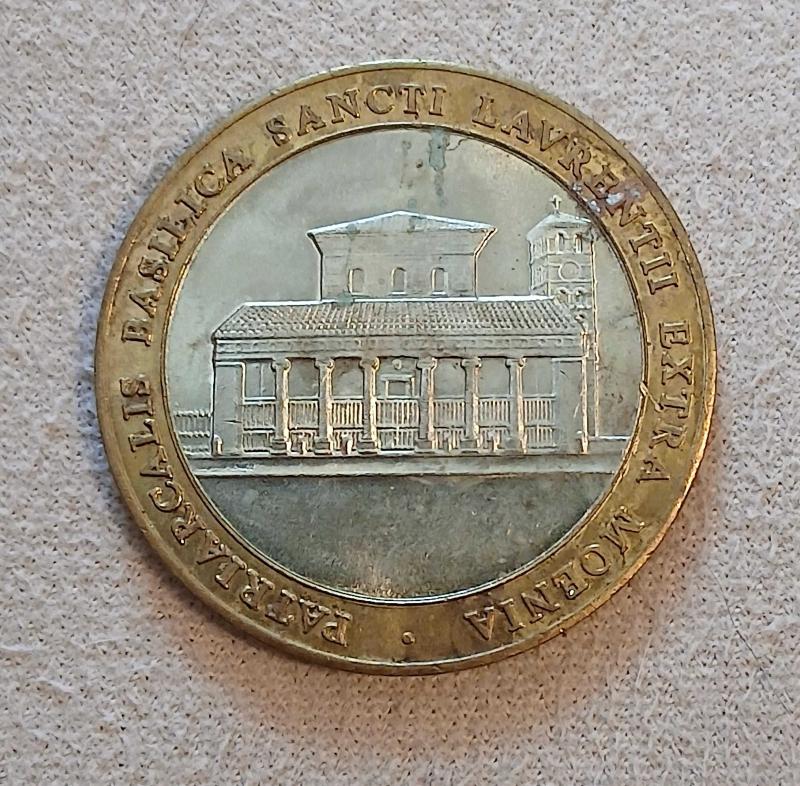 PATRIARCALIS BASILICA SANCTI LAVRENTII EXTRA MOENIA